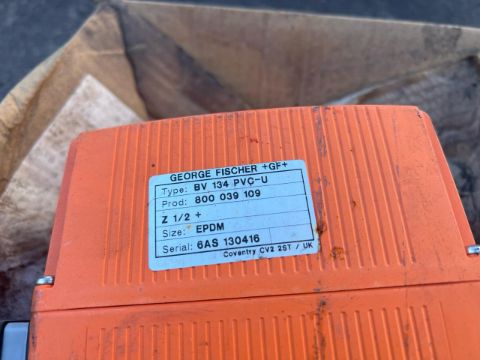 GEORGE FISCHER +GF+
Type: BV 134 PVC-U
Prod: 800 039 109
Z 1/2 +
Size: EPDM
Serial: 6AS 130416
Coventry CV2 2ST / UK